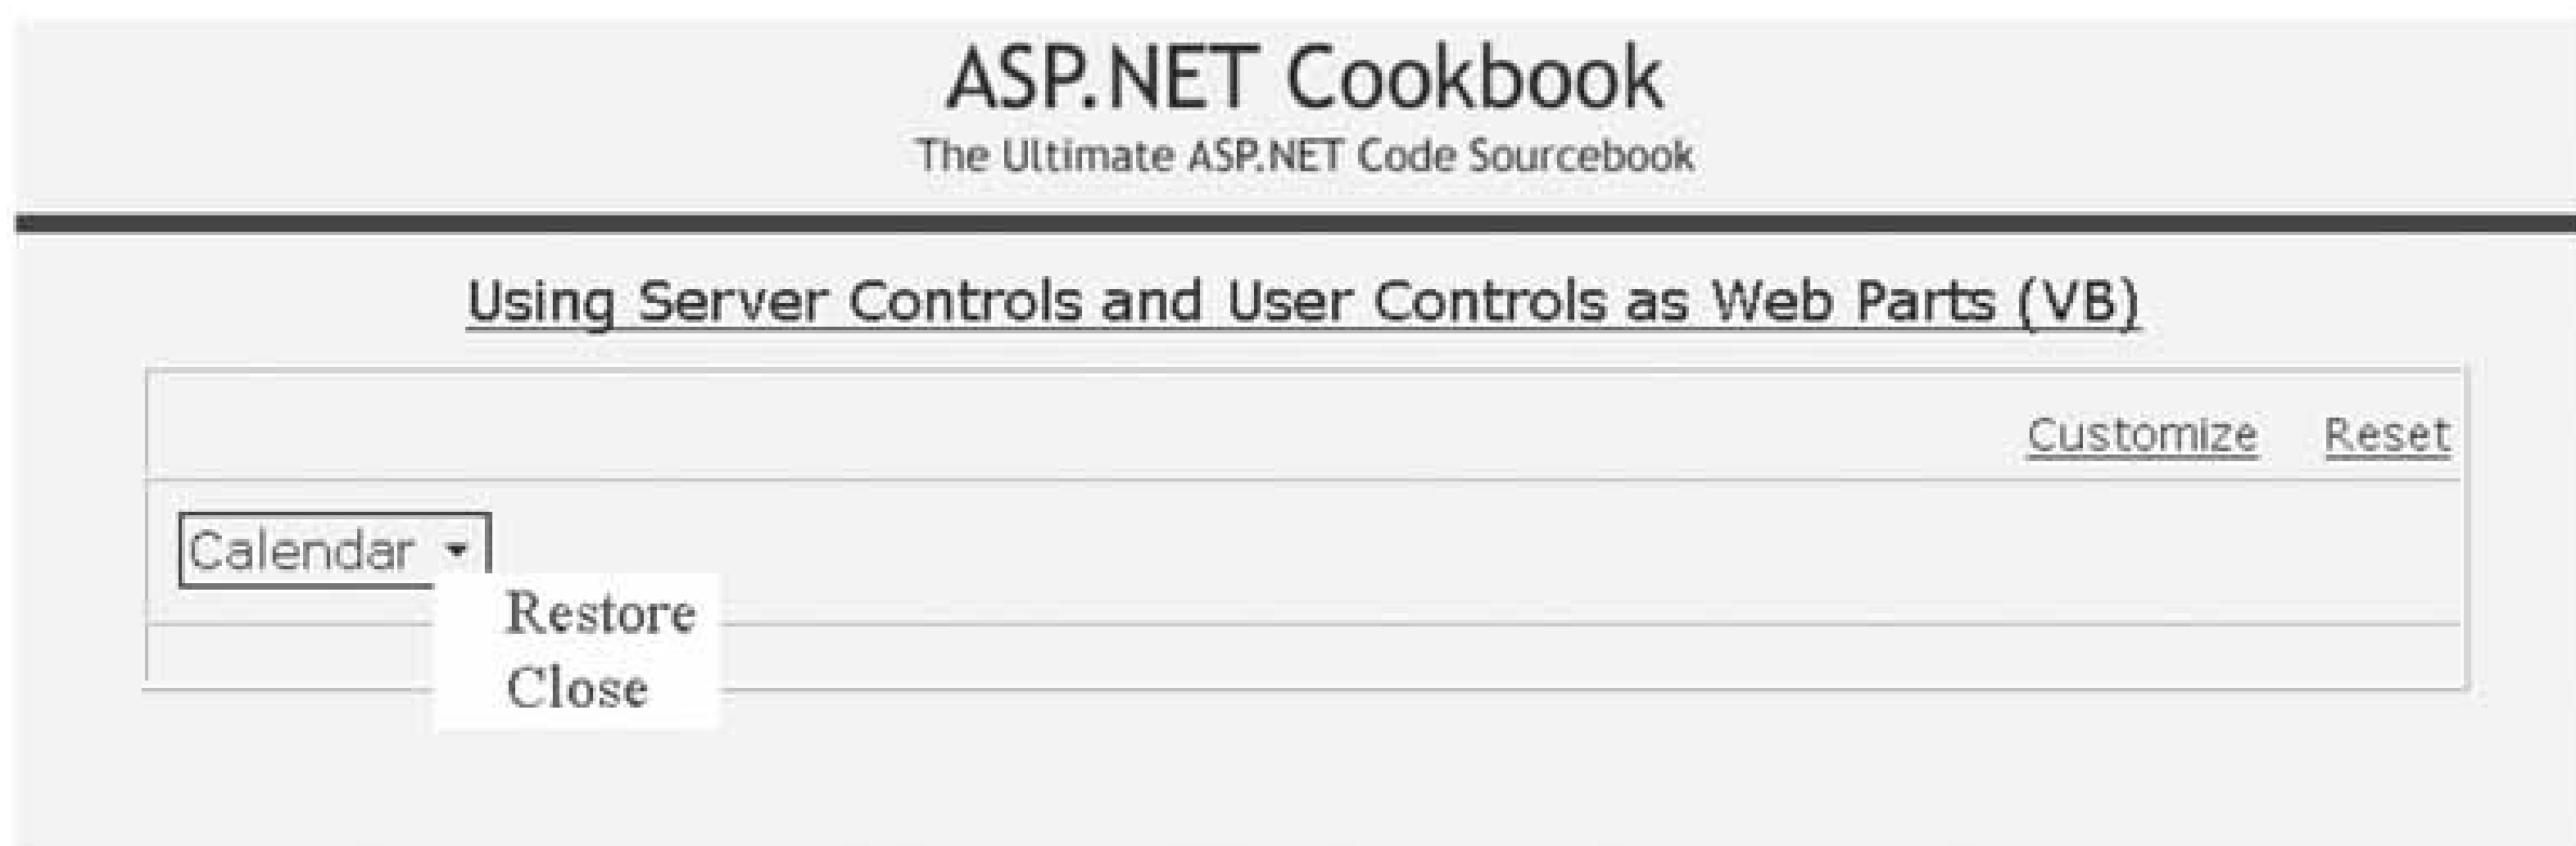 ASP.NET Cookbook
The Ultimate ASP.NET Code Sourcebook
Using Server Controls and User Controls as Web Parts (VB)
Customize Reset
Calendar
Restore
Close